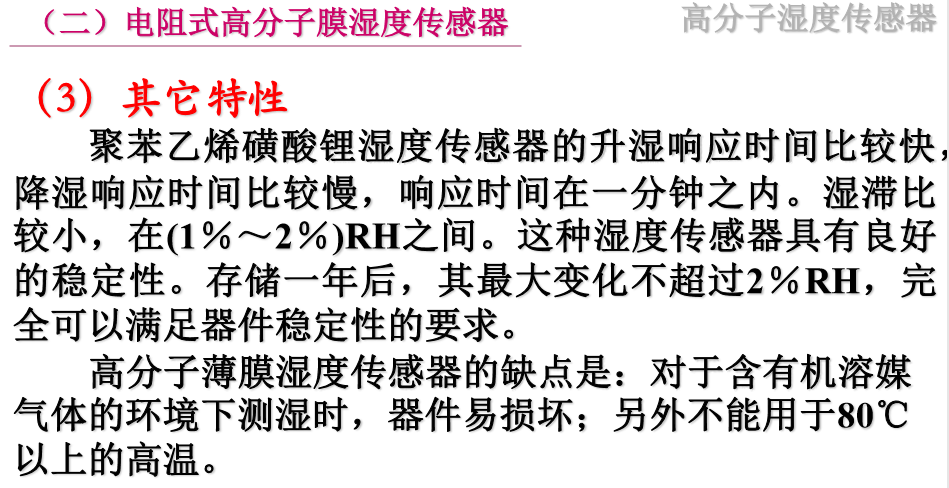 （二）电阻式高分子膜湿度传感器
高分子湿度传感器
（3）其它特性
聚苯乙烯磺酸锂湿度传感器的升湿响应时间比较快，
降湿响应时间比较慢，响应时间在一分钟之内。湿滞比
较小，在(1％～2％)RH之间。这种湿度传感器具有良好
的稳定性。存储一年后，其最大变化不超过2％RH，完
全可以满足器件稳定性的要求。
高分子薄膜湿度传感器的缺点是：对于含有机溶媒
气体的环境下测湿时，器件易损坏；另外不能用于80℃
以上的高温。